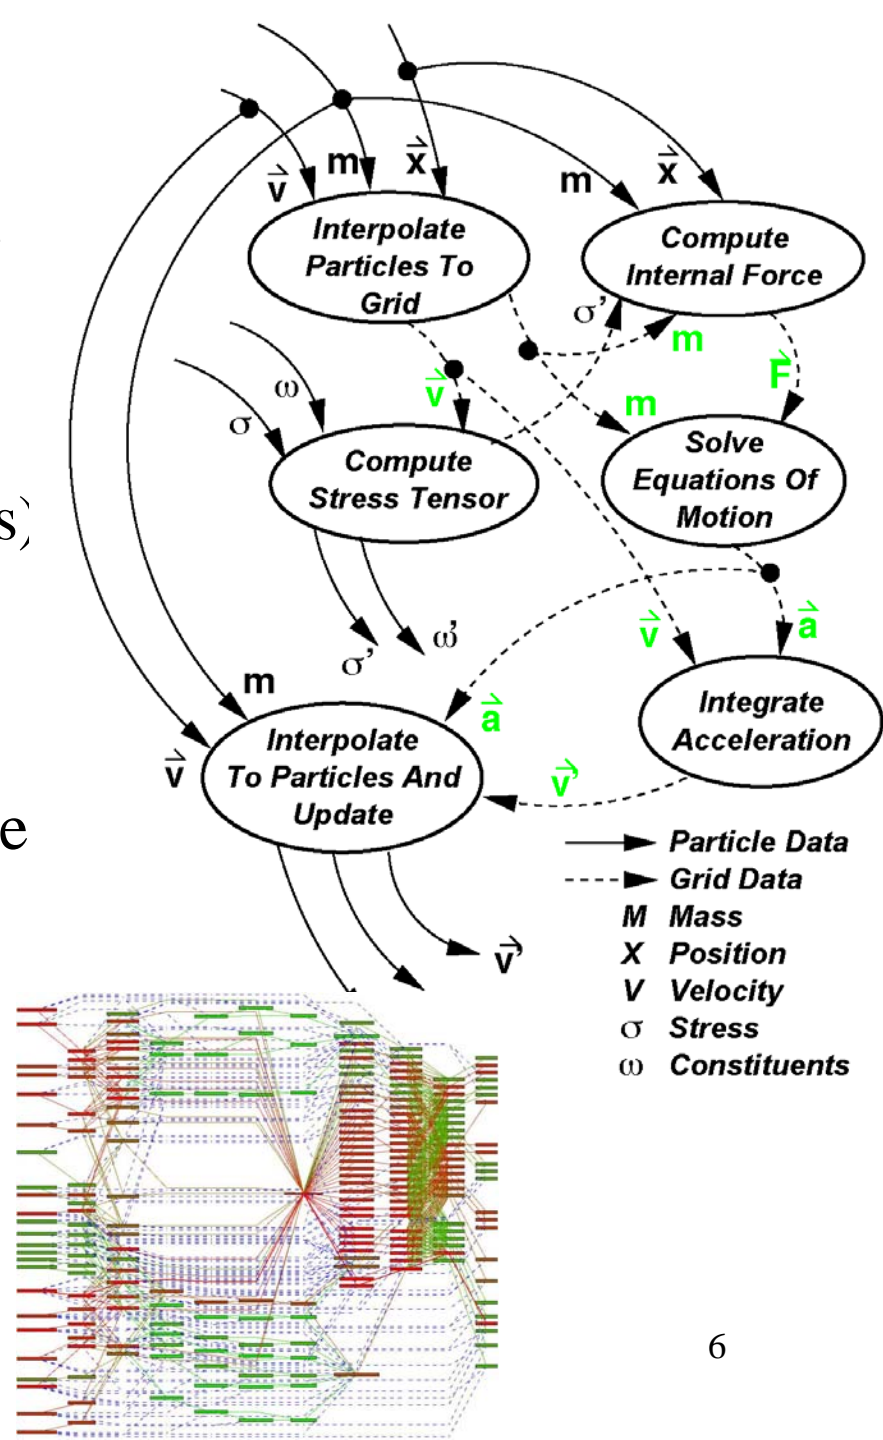 v⃗
m
x⃗
m
x⃗
Interpolate
Particles To
Grid
Compute
Internal Force
σ'
m
F⃗
ω
σ
v⃗
m
Compute
Stress Tensor
Solve
Equations Of
Motion
s)
σ'
ω'
v⃗
a⃗
m
v⃗
a⃗
Interpolate
To Particles And
Update
Integrate
Acceleration
v⃗'
e
Particle Data
Grid Data
M Mass
X Position
V Velocity
σ Stress
ω Constituents
v⃗'
6